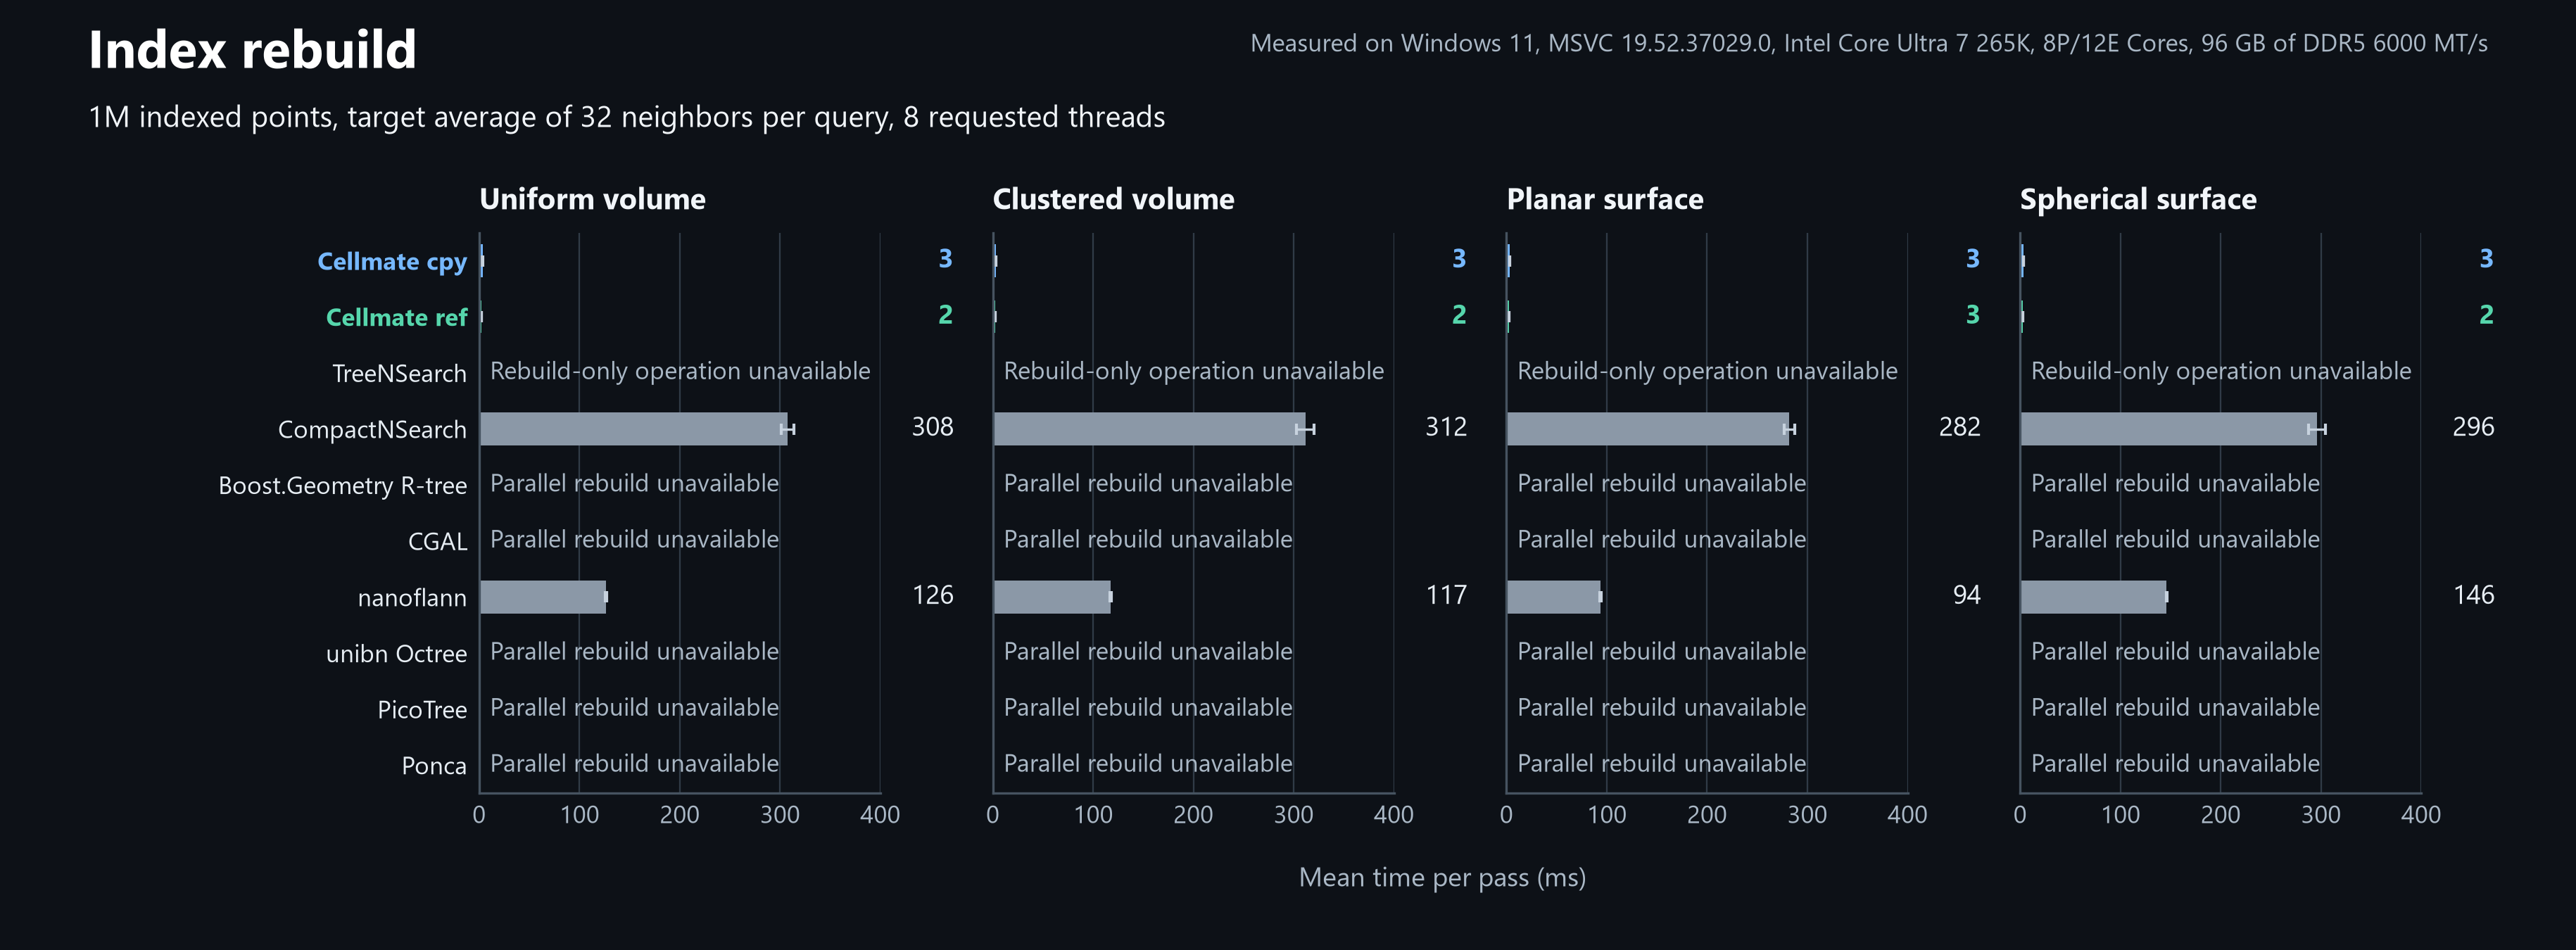 Index rebuild
Measured on Windows 11, MSVC 19.52.37029.0, Intel Core Ultra 7 265K, 8P/12E Cores, 96 GB of DDR5 6000 MT/s
1M indexed points, target average of 32 neighbors per query, 8 requested threads
Uniform volume Clustered volume Planar surface Spherical surface
Cellmate cpy 3 3 3 3
Cellmate ref 2 2 3 2
TreeNSearch Rebuild-only operation unavailable Rebuild-only operation unavailable Rebuild-only operation unavailable Rebuild-only operation unavailable
CompactNSearch 308 312 282 296
Boost.Geometry R-tree Parallel rebuild unavailable Parallel rebuild unavailable Parallel rebuild unavailable Parallel rebuild unavailable
CGAL Parallel rebuild unavailable Parallel rebuild unavailable Parallel rebuild unavailable Parallel rebuild unavailable
nanoflann 126 117 94 146
unibn Octree Parallel rebuild unavailable Parallel rebuild unavailable Parallel rebuild unavailable Parallel rebuild unavailable
PicoTree Parallel rebuild unavailable Parallel rebuild unavailable Parallel rebuild unavailable Parallel rebuild unavailable
Ponca Parallel rebuild unavailable Parallel rebuild unavailable Parallel rebuild unavailable Parallel rebuild unavailable
0 100 200 300 400 0 100 200 300 400 0 100 200 300 400 0 100 200 300 400
Mean time per pass (ms)